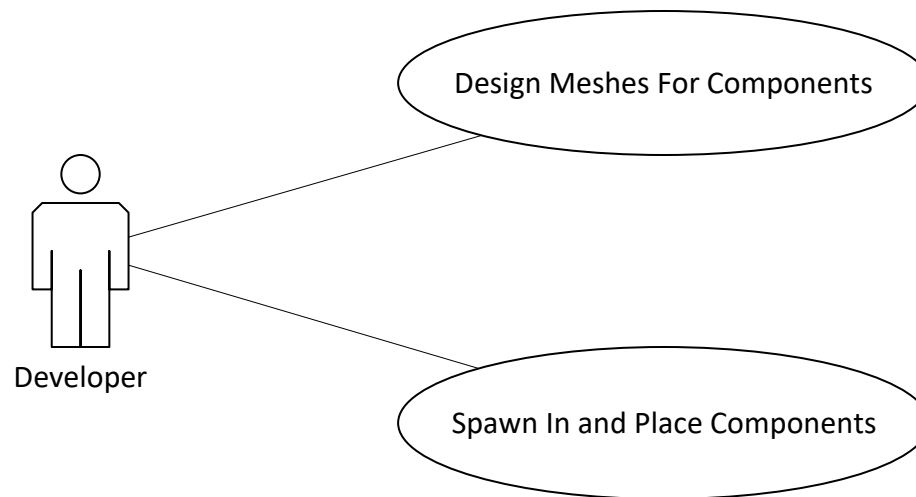 Design Meshes For Components
Developer
Spawn In and Place Components